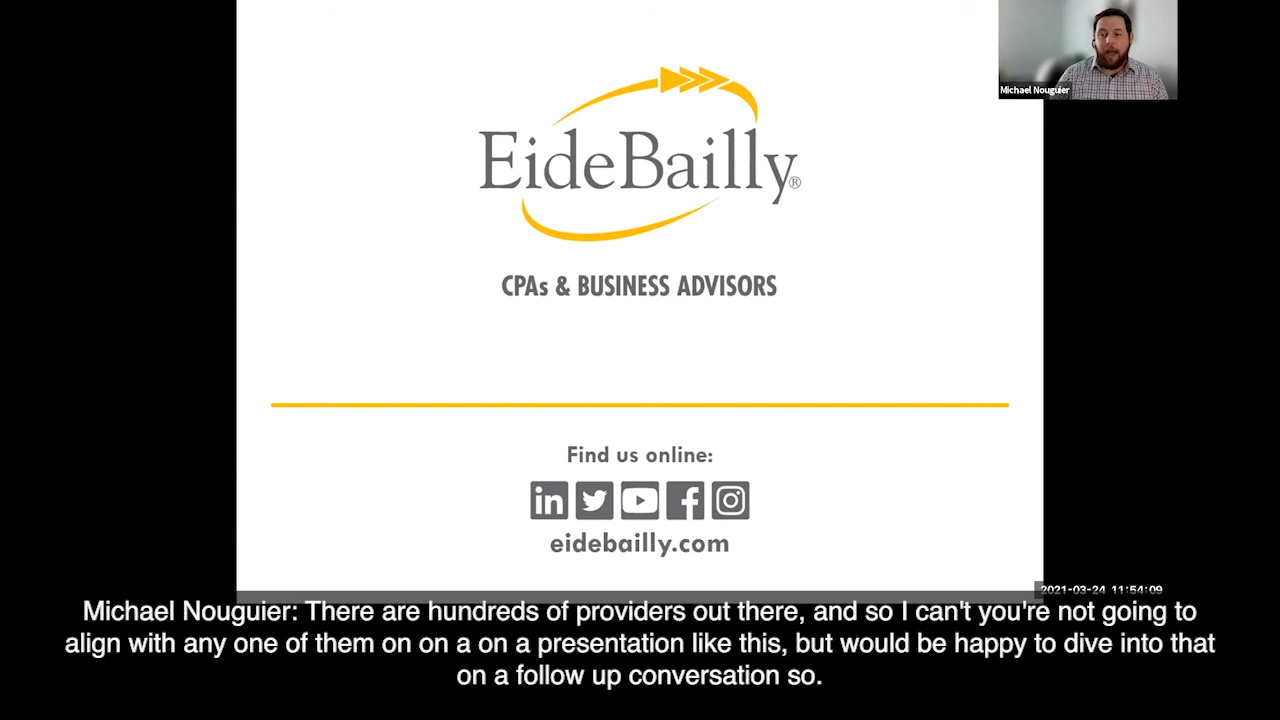 Michael Nouguier
EideBailly®
CPAs & BUSINESS ADVISORS
Find us online:
in
eidebailly.com
2021-03-24 11:54:09
Michael Nouguier: There are hundreds of providers out there, and so I can't you're not going to
align with any one of them on on a on a presentation like this, but would be happy to dive into that
on a follow up conversation so.